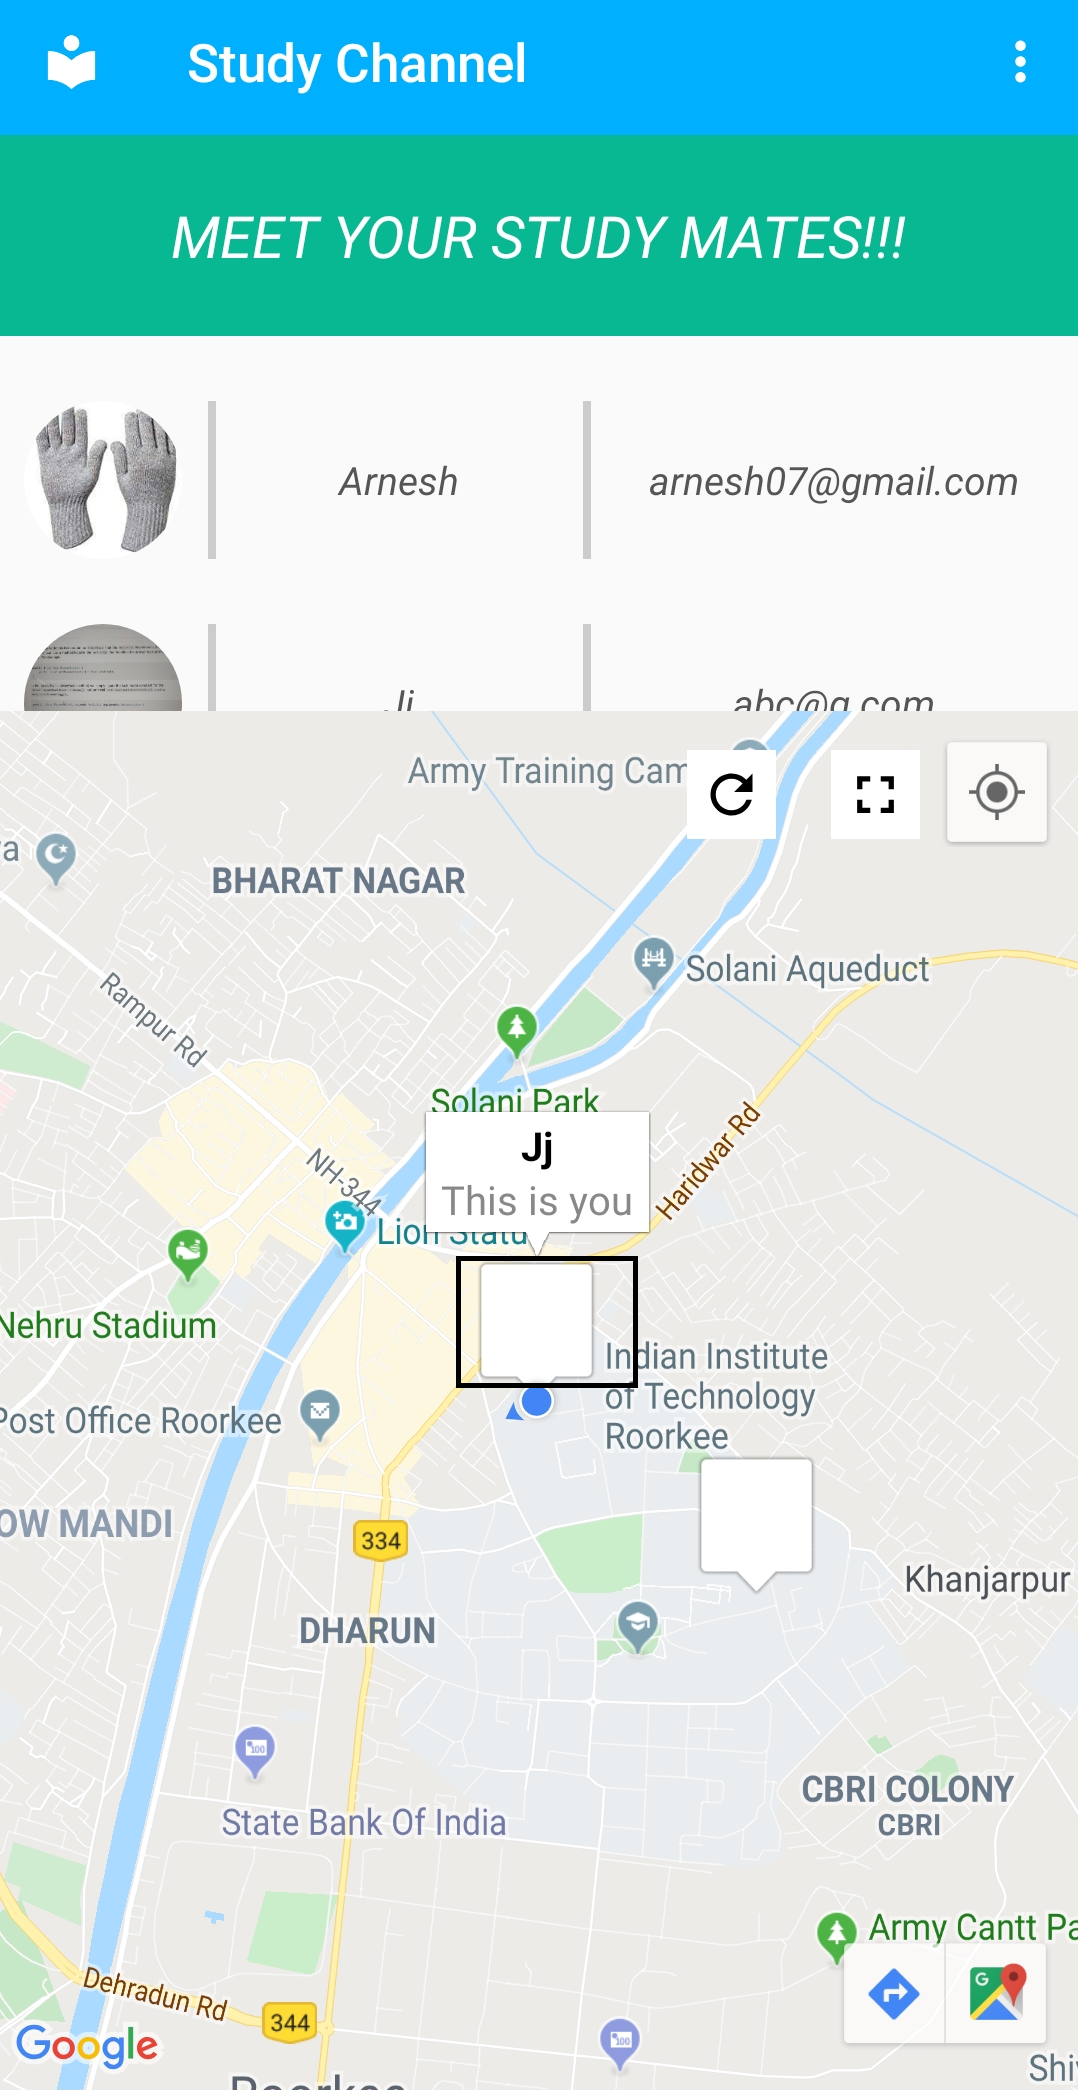 Study Channel
MEET YOUR STUDY MATES!!!
Arnesh
arnesh07@gmail.com
Jj
abc@g.com
Army Training Cam
BHARAT NAGAR
Solani Aqueduct
Rampur Rd
Solani Park
Haridwar Rd
NH-344
Jj
This is you
Lion Statu
Nehru Stadium
Indian Institute
of Technology
Roorkee
Post Office Roorkee
OW MANDI
334
Khanjarpur
DHARUN
100
State Bank Of India
CBRI COLONY
CBRI
Army Cantt Pa
Dehradun Rd
344
G
Google
100
Shiv
Roorkee